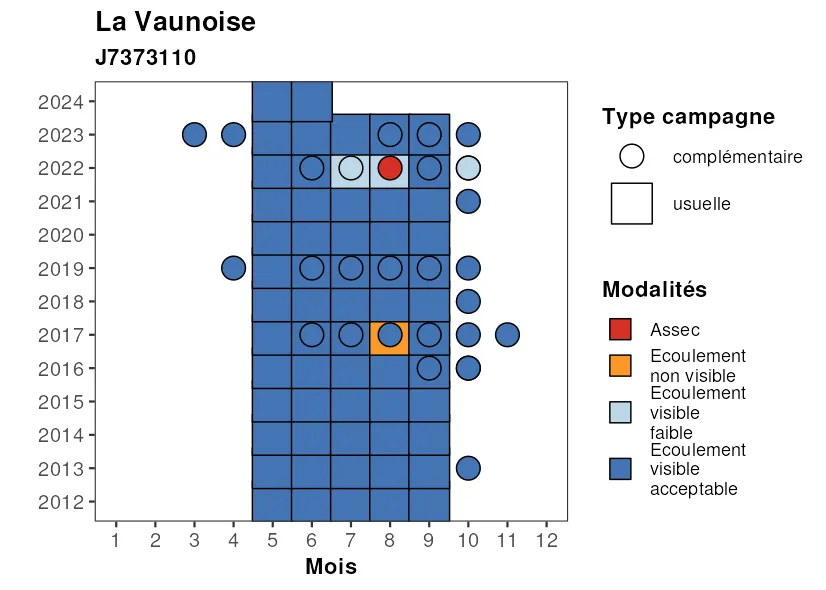 La Vaunoise
J7373110
2024
2023
2022
2021
2020
2019
2018
2017
2016
2015
2014
2013
2012
1 2 3 4 5 6 7 8 9 10 11 12
Mois
Type campagne
complémentaire
usuelle
Modalités
Assec
Ecoulement
non visible
Ecoulement
visible
faible
Ecoulement
visible
acceptable